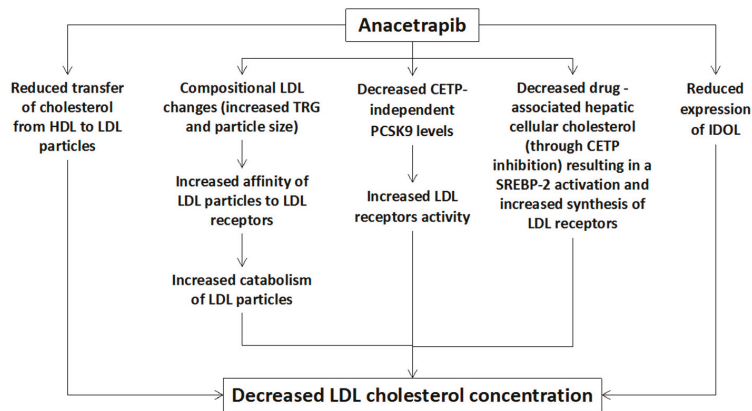 Anacetrapib
Reduced transfer
of cholesterol
from HDL to LDL
particles
Compositional LDL
changes (increased TRG
and particle size)
Increased affinity of
LDL particles to LDL
receptors
Increased catabolism
of LDL particles
Decreased CETP-
independent
PCSK9 levels
Increased LDL
receptors activity
Decreased drug -
associated hepatic
cellular cholesterol
(through CETP
inhibition) resulting in a
SREBP-2 activation and
increased synthesis of
LDL receptors
Reduced
expression
of IDOL
Decreased LDL cholesterol concentration